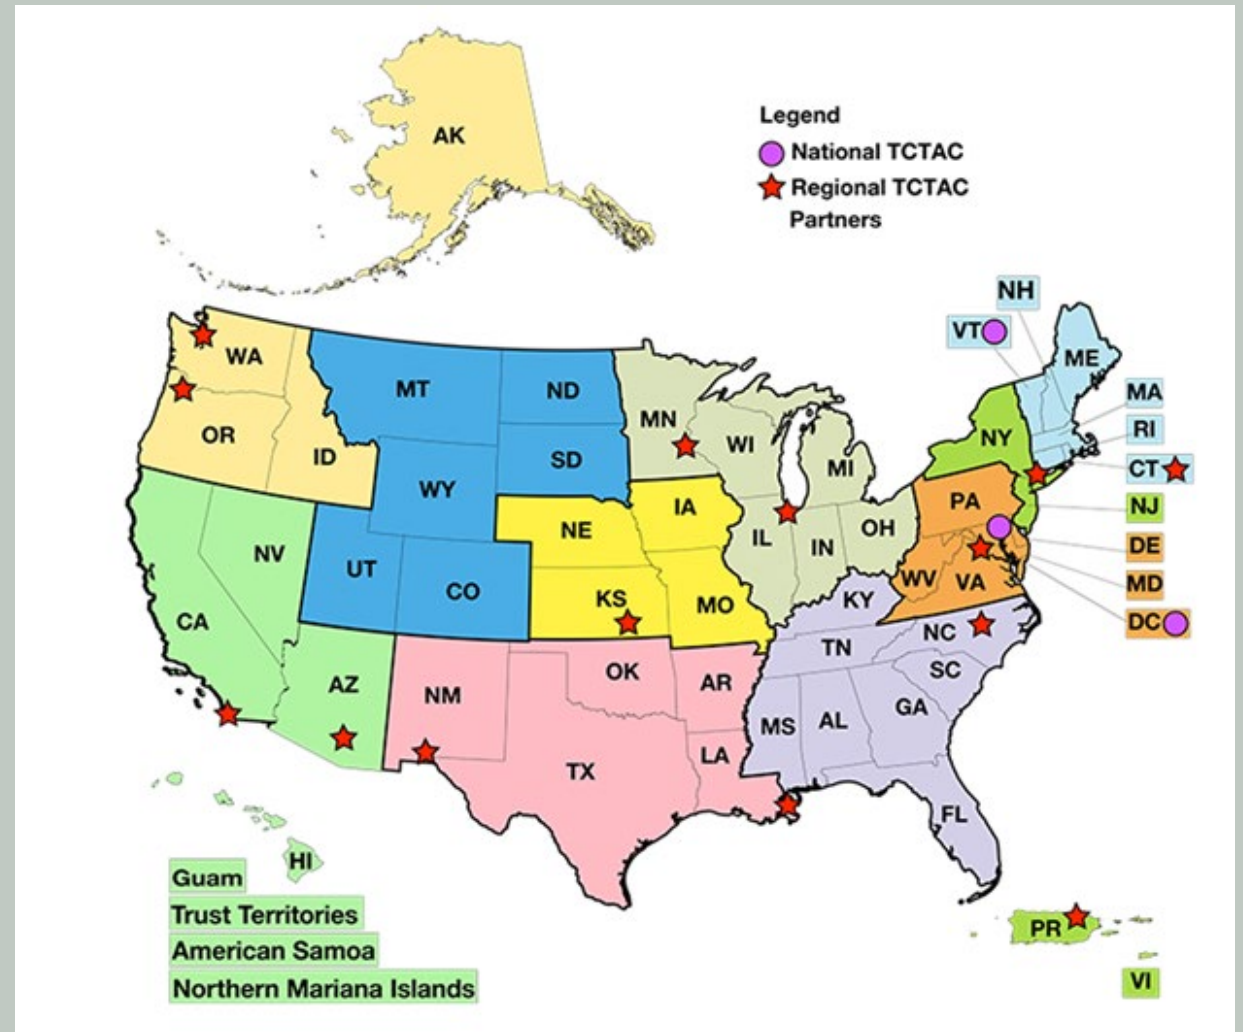 AK
Legend
National TCTAC
Regional TCTAC
Partners
NH
VT
ME
WA
MT
ND
MN
MA
OR
ID
SD
WI
MI
NY
RI
CT
WY
NE
IA
PA
NJ
NV
UT
CO
IL
IN
OH
DE
KS
MO
KY
WV
VA
MD
CA
TN
NC
DC
AZ
NM
OK
AR
SC
MS
AL
GA
TX
LA
FL
HI
Guam
Trust Territories
American Samoa
Northern Mariana Islands
PR
VI